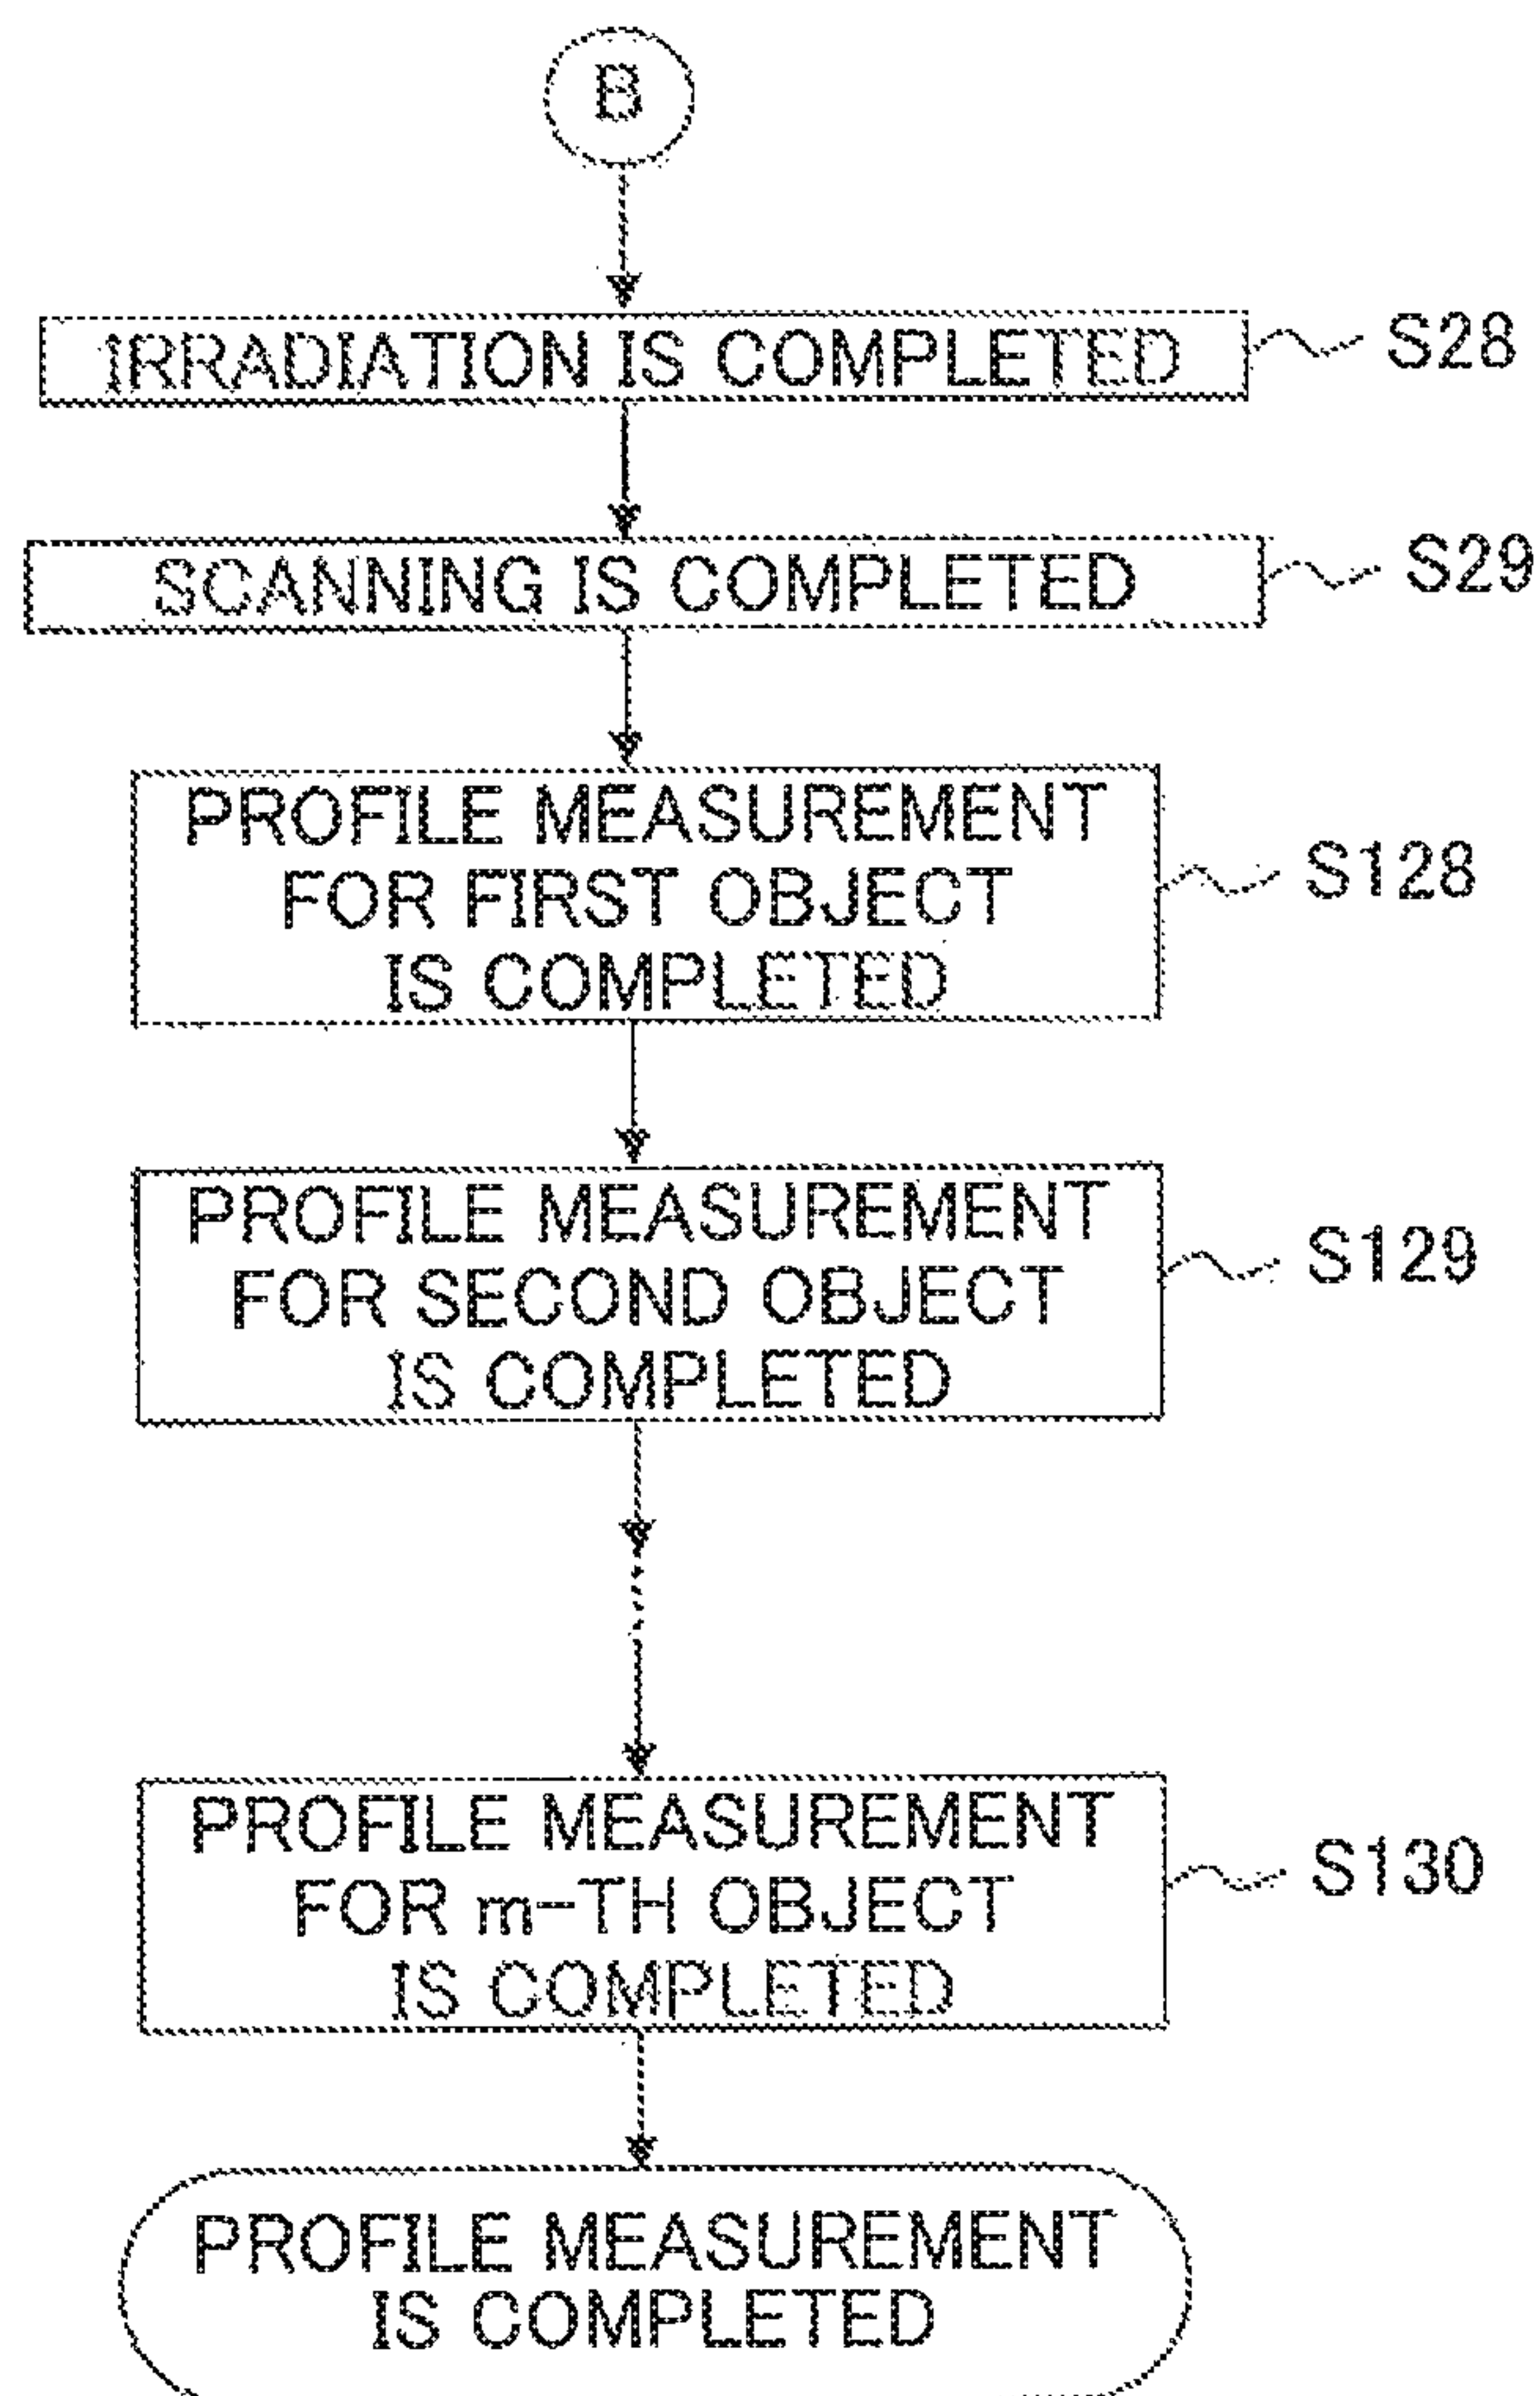 B
IRRADIATION IS COMPLETED
S28
SCANNING IS COMPLETED
S29
PROFILE MEASUREMENT
FOR FIRST OBJECT
IS COMPLETED
S128
PROFILE MEASUREMENT
FOR SECOND OBJECT
IS COMPLETED
S129
PROFILE MEASUREMENT
FOR m-TH OBJECT
IS COMPLETED
S130
PROFILE MEASUREMENT
IS COMPLETED